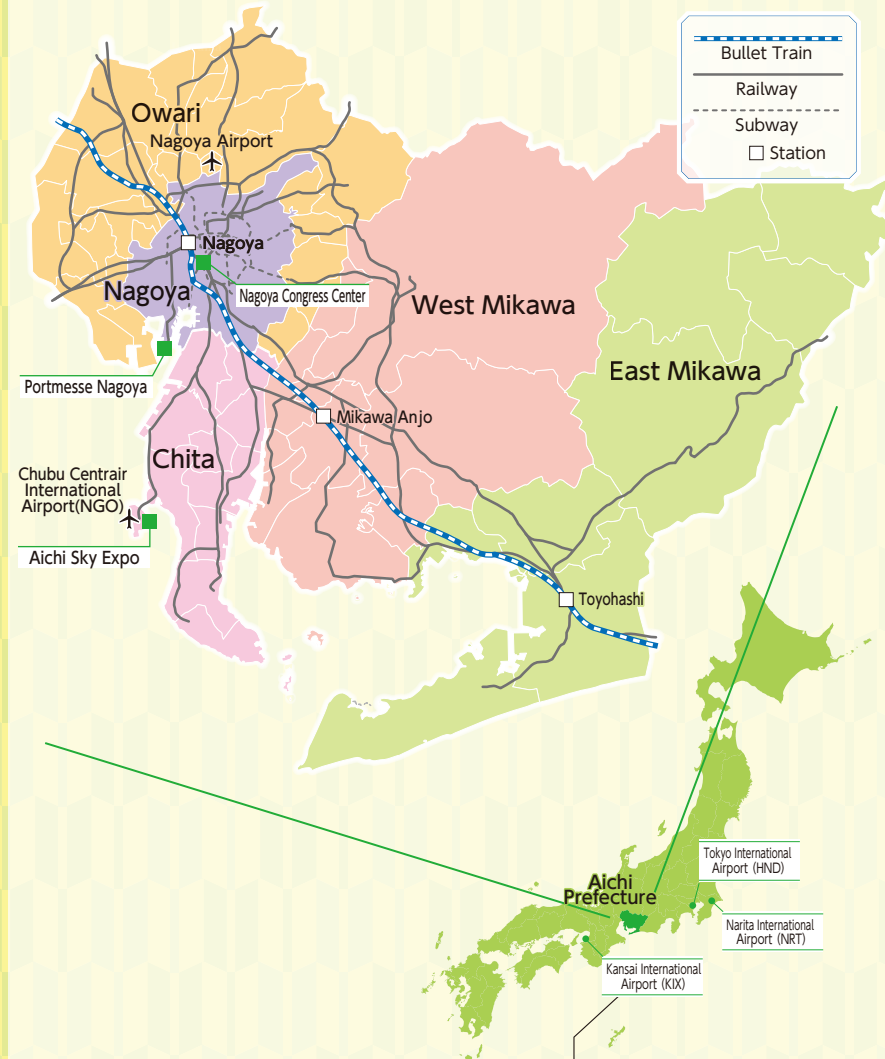 Bullet Train
Railway
Subway
Station
Owari
Nagoya Airport
Nagoya
Nagoya
Nagoya Congress Center
West Mikawa
East Mikawa
Portmesse Nagoya
Mikawa Anjo
Chita
Chubu Centrair
International
Airport(NGO)
Aichi Sky Expo
Toyohashi
Tokyo International
Airport (HND)
Aichi
Prefecture
Narita International
Airport (NRT)
Kansai International
Airport (KIX)